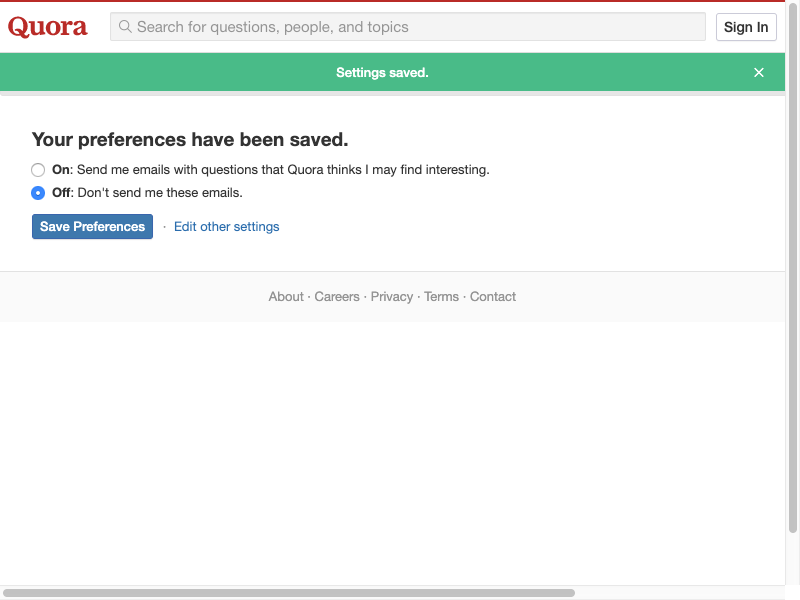 Quora
Search for questions, people, and topics
Sign In
Settings saved.
Your preferences have been saved.
On: Send me emails with questions that Quora thinks I may find interesting.
Off: Don't send me these emails.
Save Preferences · Edit other settings
About · Careers · Privacy · Terms · Contact